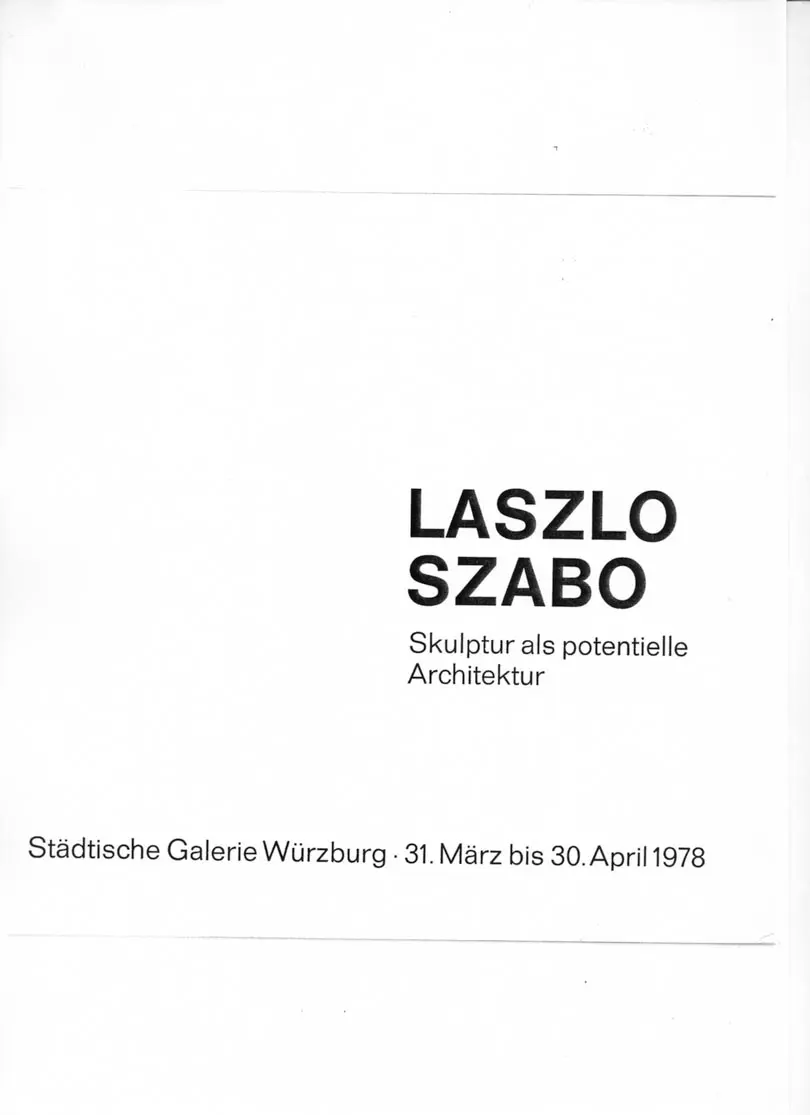 LASZLO
SZABO
Skulptur als potentielle
Architektur
Städtische Galerie Würzburg · 31. März bis 30. April 1978